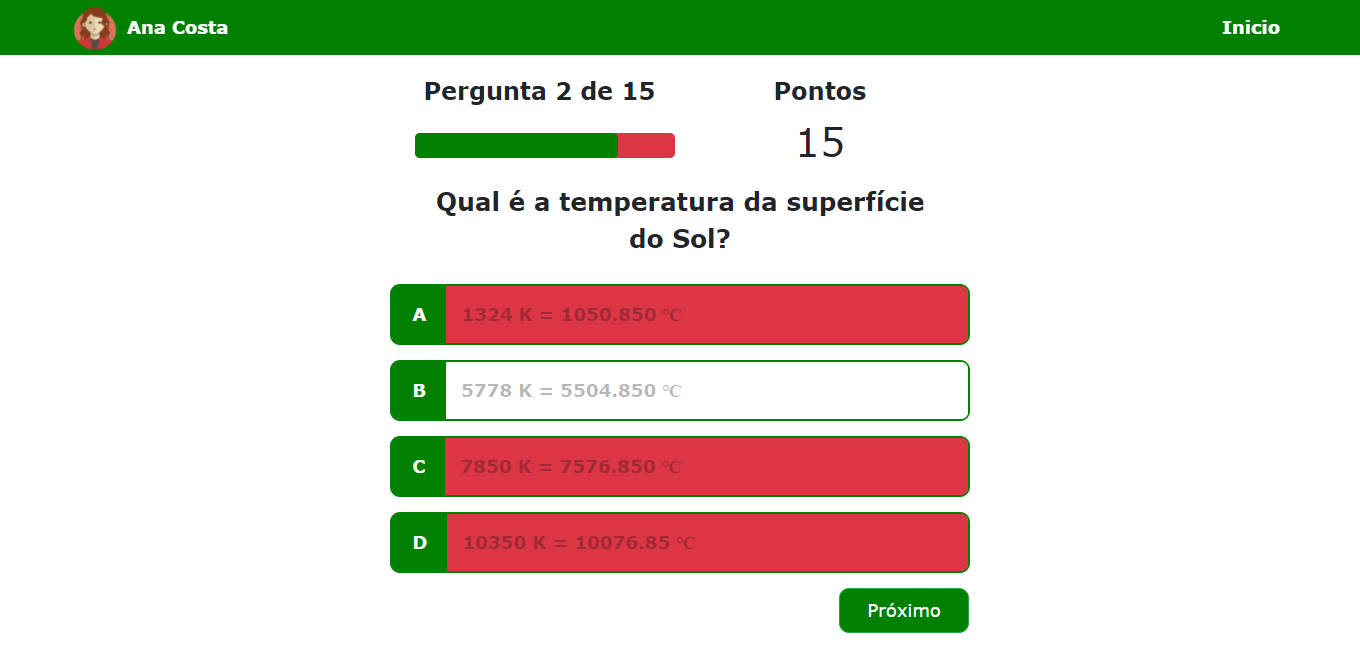 Ana Costa
Inicio
Pergunta 2 de 15
Pontos
15
Qual é a temperatura da superfície
do Sol?
A
1324 K = 1050.850 °C
B
5778 K = 5504.850 °C
C
7850 K = 7576.850 °C
D
10350 K = 10076.85 °C
Próximo